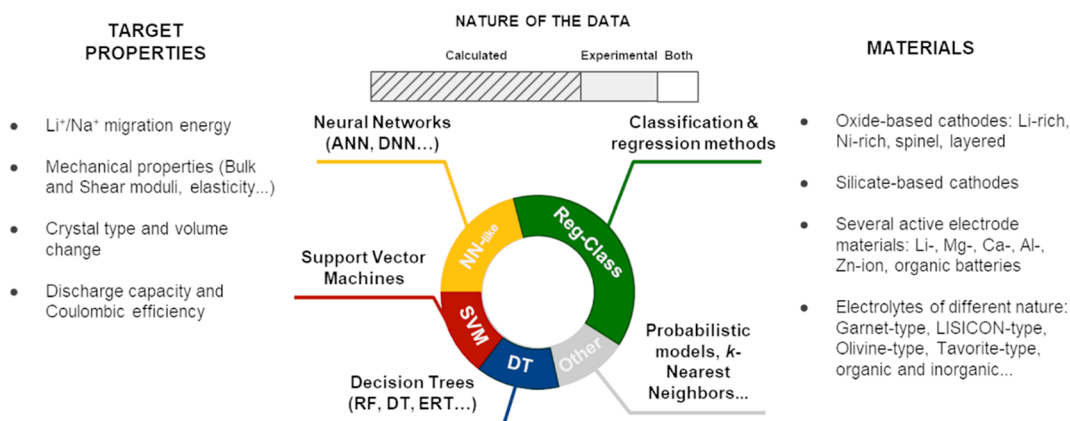 TARGET
PROPERTIES
● Li⁺/Na⁺ migration energy
● Mechanical properties (Bulk
and Shear moduli, elasticity...)
● Crystal type and volume
change
● Discharge capacity and
Coulombic efficiency
NATURE OF THE DATA
Calculated
Experimental
Both
Neural Networks
(ANN, DNN…)
Classification &
regression methods
Support Vector
Machines
Decision Trees
(RF, DT, ERT…)
Probabilistic
models, k-
Nearest
Neighbors...
NN-like
Reg-Class
SVM
DT
Other
MATERIALS
● Oxide-based cathodes: Li-rich,
Ni-rich, spinel, layered
● Silicate-based cathodes
● Several active electrode
materials: Li-, Mg-, Ca-, Al-,
Zn-ion, organic batteries
● Electrolytes of different nature:
Garnet-type, LISICON-type,
Olivine-type, Tavorite-type,
organic and inorganic...